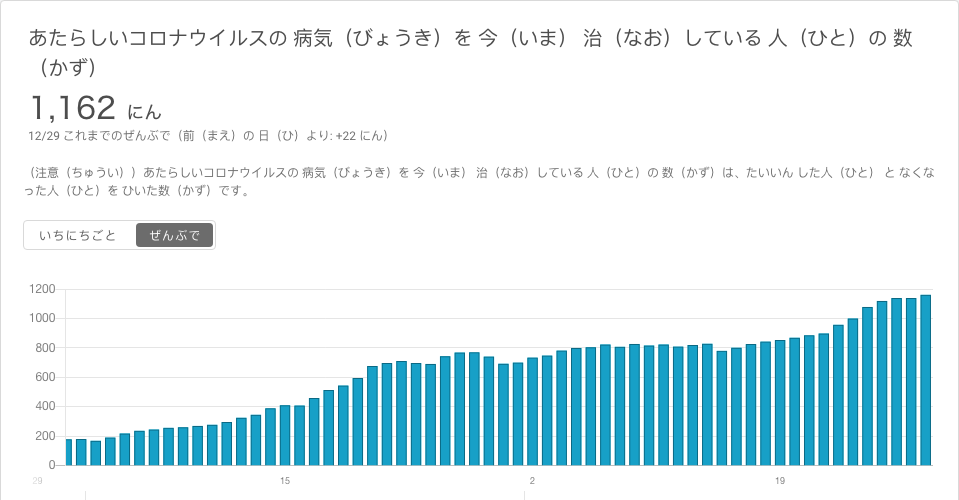 あたらしいコロナウイルスの 病気（びょうき）を 今（いま） 治（なお）している 人（ひと）の 数
（かず）
1,162 にん
12/29 これまでのぜんぶで（前（まえ）の 日（ひ）より: +22 にん）
（注意（ちゅうい））あたらしいコロナウイルスの 病気（びょうき）を 今（いま） 治（なお）している 人（ひと）の 数（かず）は、たいいん した人（ひと） と なくな
った人（ひと）を ひいた数（かず）です。
いちにちごと ぜんぶで
1200
1000
800
600
400
200
0
29 15 2 19